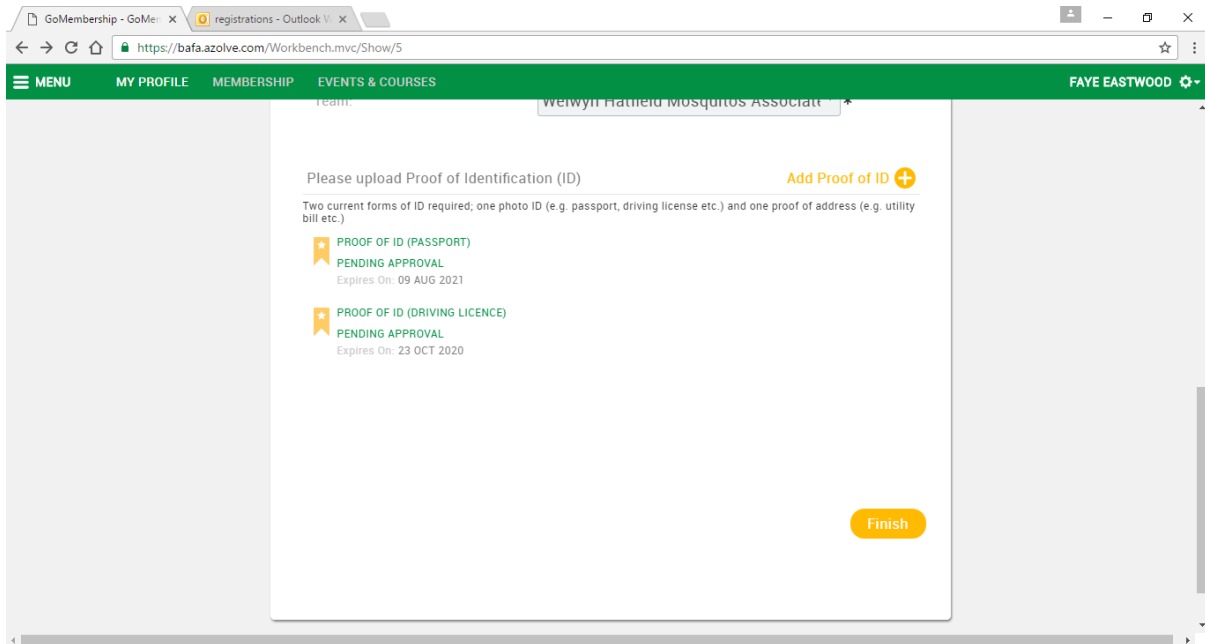 GoMembership - GoMem
registrations - Outlook W
https://bafa.azolve.com/Workbench.mvc/Show/5
MENU MY PROFILE MEMBERSHIP EVENTS & COURSES FAYE EASTWOOD
Team: Welwyn Hatfield Mosquitos Associate *
Please upload Proof of Identification (ID) Add Proof of ID
Two current forms of ID required; one photo ID (e.g. passport, driving license etc.) and one proof of address (e.g. utility
bill etc.)
PROOF OF ID (PASSPORT)
PENDING APPROVAL
Expires On: 09 AUG 2021
PROOF OF ID (DRIVING LICENCE)
PENDING APPROVAL
Expires On: 23 OCT 2020
Finish